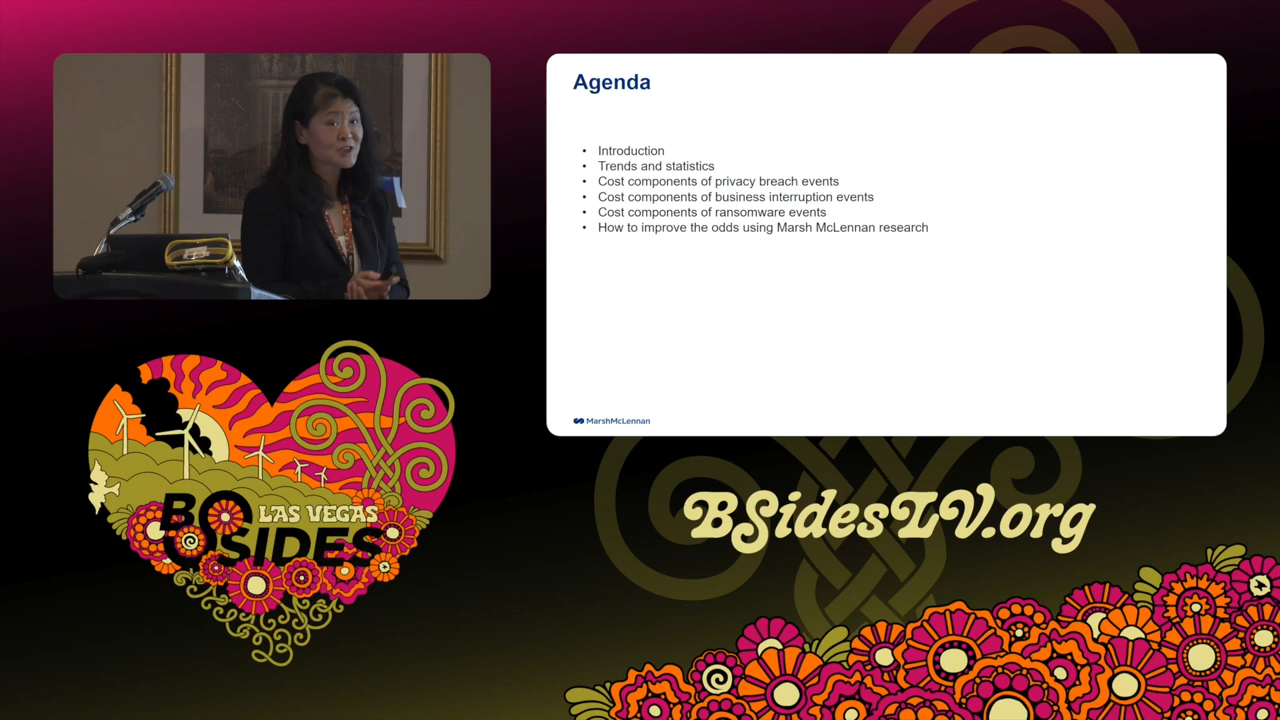 Agenda
• Introduction
• Trends and statistics
• Cost components of privacy breach events
• Cost components of business interruption events
• Cost components of ransomware events
• How to improve the odds using Marsh McLennan research
MarshMcLennan
BSidesLV.org
LAS VEGAS
BSIDES